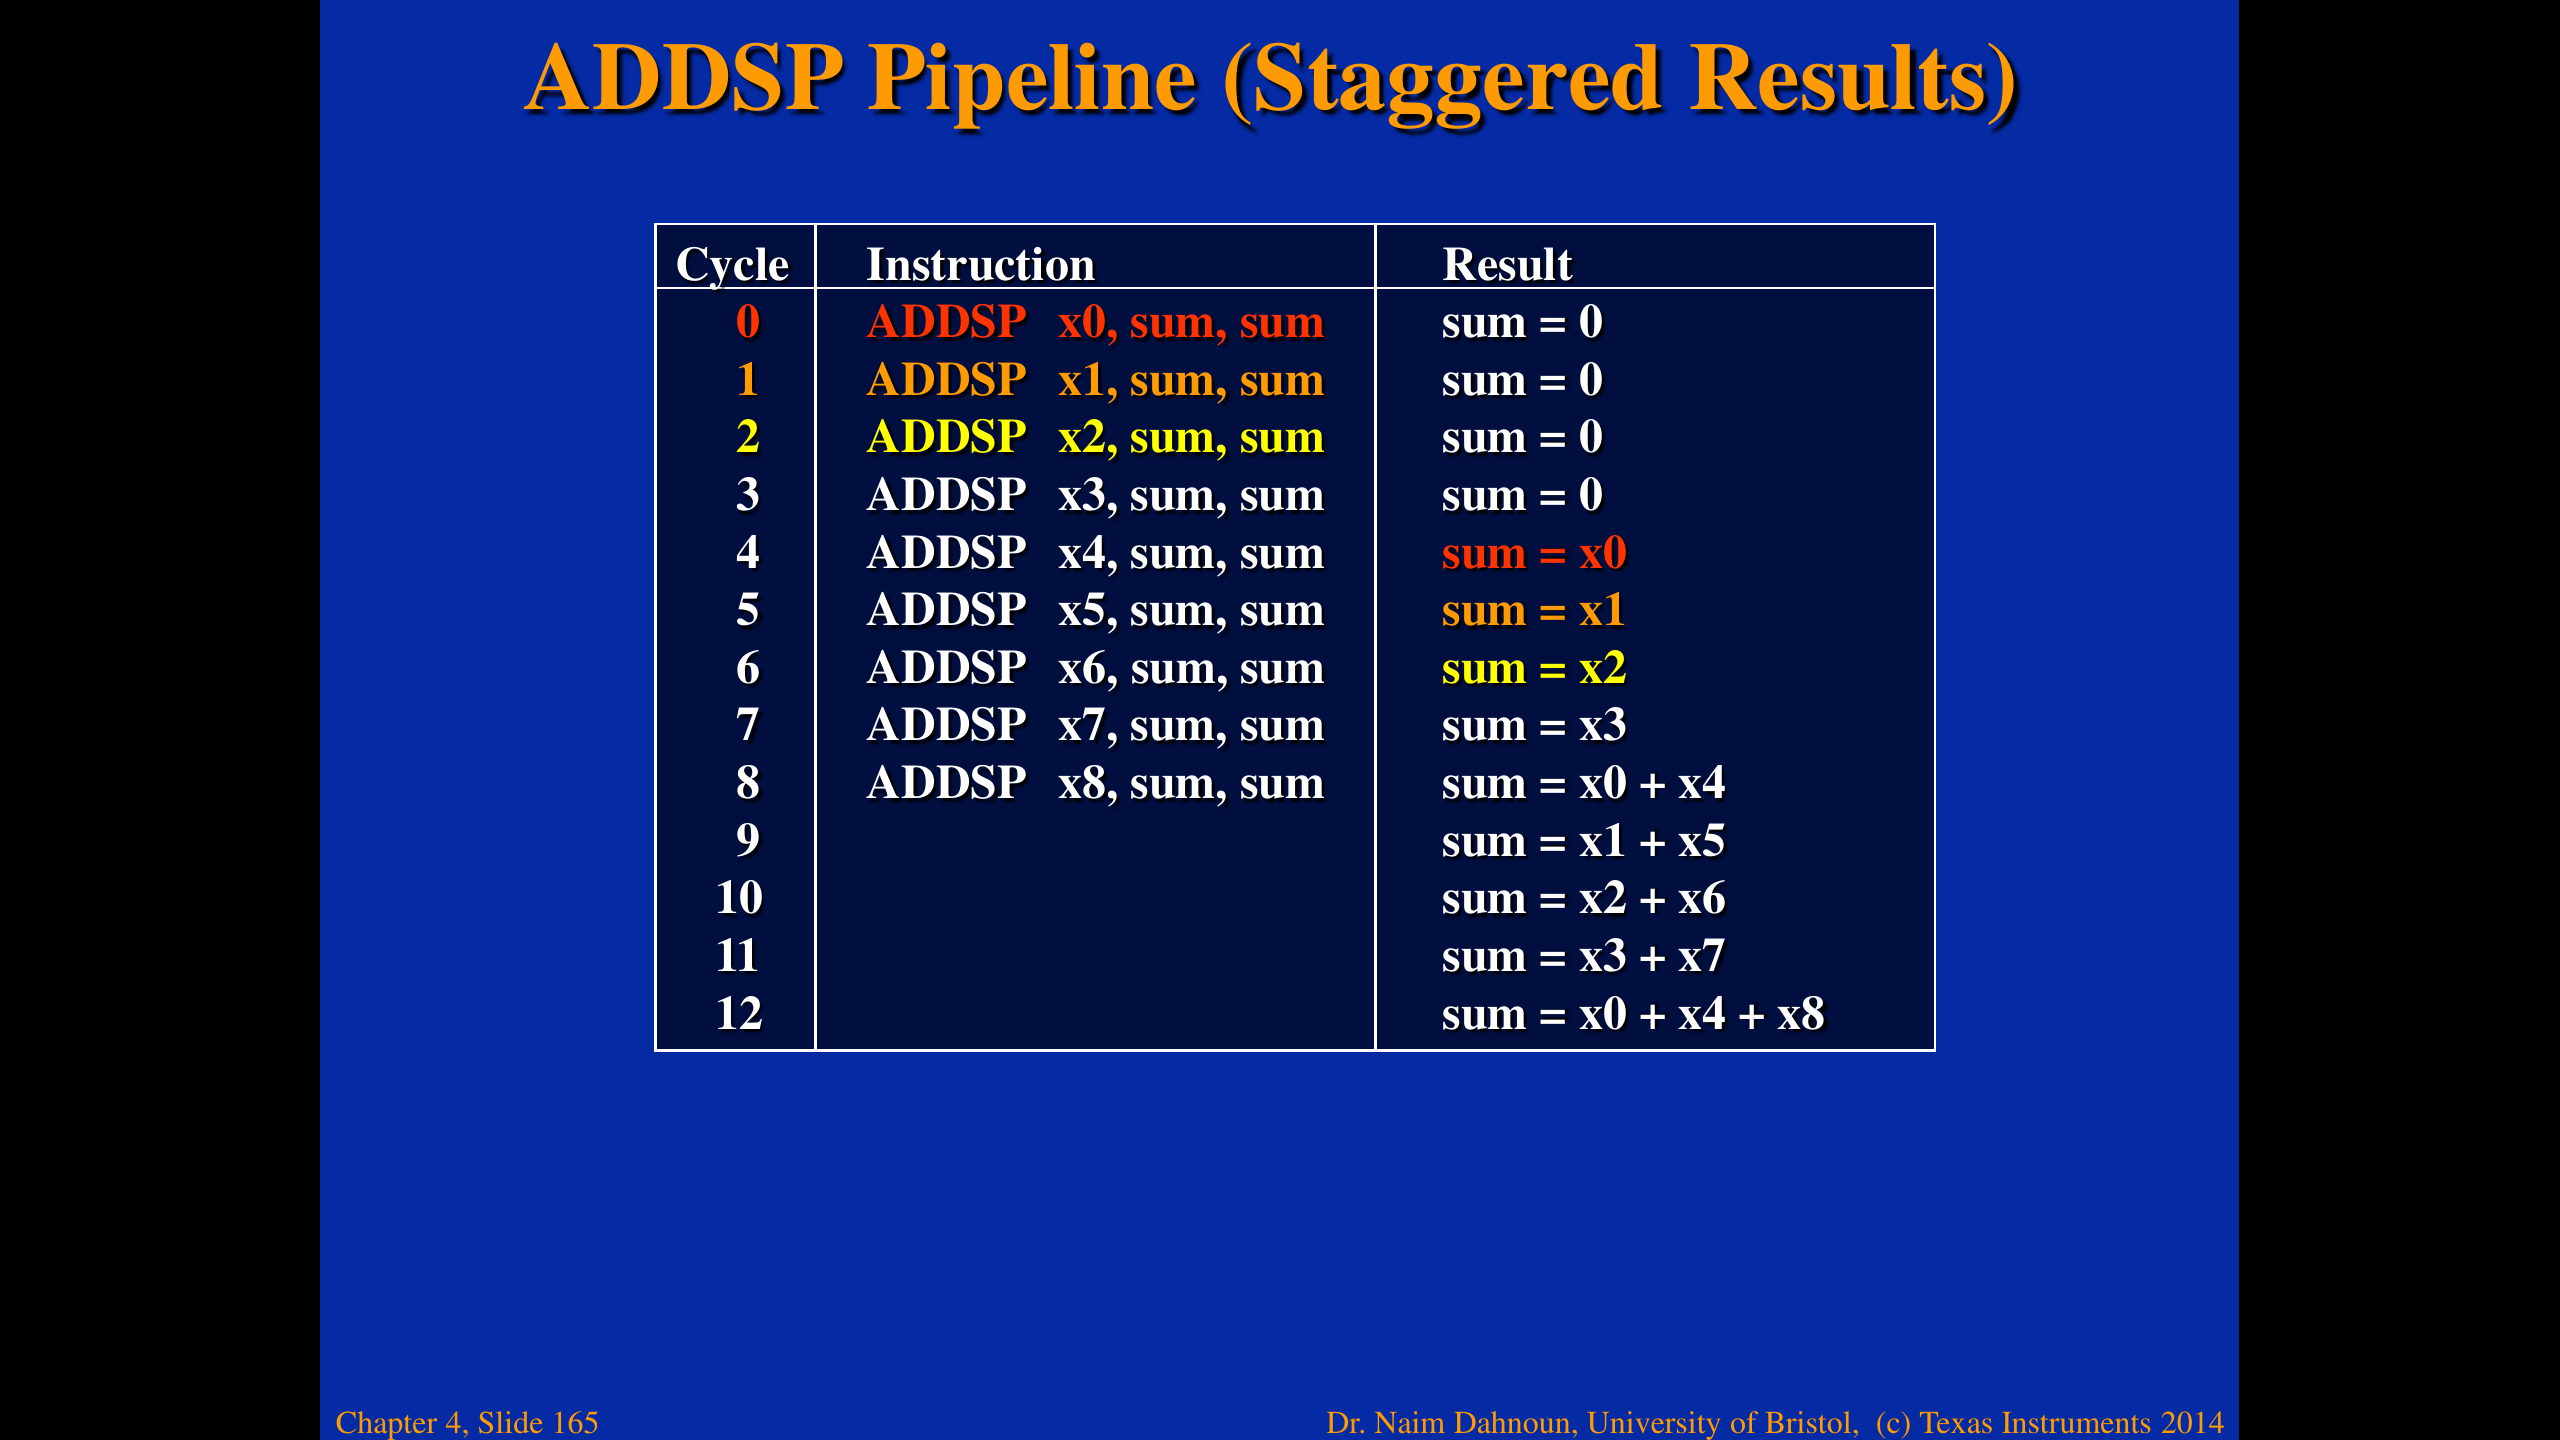 ADDSP Pipeline (Staggered Results)
Cycle Instruction Result
0 ADDSP x0, sum, sum sum = 0
1 ADDSP x1, sum, sum sum = 0
2 ADDSP x2, sum, sum sum = 0
3 ADDSP x3, sum, sum sum = 0
4 ADDSP x4, sum, sum sum = x0
5 ADDSP x5, sum, sum sum = x1
6 ADDSP x6, sum, sum sum = x2
7 ADDSP x7, sum, sum sum = x3
8 ADDSP x8, sum, sum sum = x0 + x4
9 sum = x1 + x5
10 sum = x2 + x6
11 sum = x3 + x7
12 sum = x0 + x4 + x8
Chapter 4, Slide 165 Dr. Naim Dahnoun, University of Bristol, (c) Texas Instruments 2014